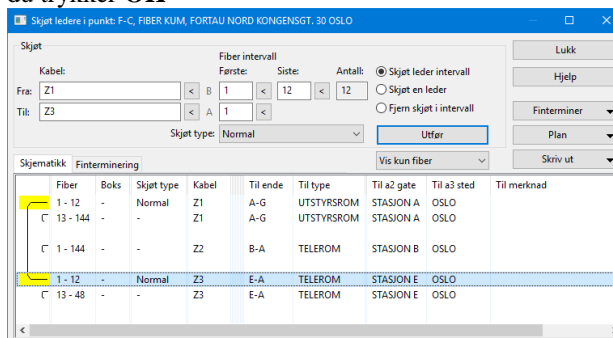 da trykker OK
Skjøt ledere i punkt: F-C, FIBER KUM, FORTAU NORD KONGENSGT. 30 OSLO
Skjøt
Fiber intervall
Kabel: Første: Siste: Antall:
Fra: Z1 < B 1 < 12 < 12
Til: Z3 < A 1 <
Skjøt type: Normal
Skjøt leder intervall
Skjøt en leder
Fjern skjøt i intervall
Utfør
Vis kun fiber
Lukk
Hjelp
Finterminer
Plan
Skriv ut
Skjematikk Finterminering
Fiber Boks Skjøt type Kabel Til ende Til type Til a2 gate Til a3 sted Til merknad
1 - 12 - Normal Z1 A-G UTSTYRSROM STASJON A OSLO
13 - 144 - - Z1 A-G UTSTYRSROM STASJON A OSLO
1 - 144 - - Z2 B-A TELEROM STASJON B OSLO
1 - 12 - Normal Z3 E-A TELEROM STASJON E OSLO
13 - 48 - - Z3 E-A TELEROM STASJON E OSLO